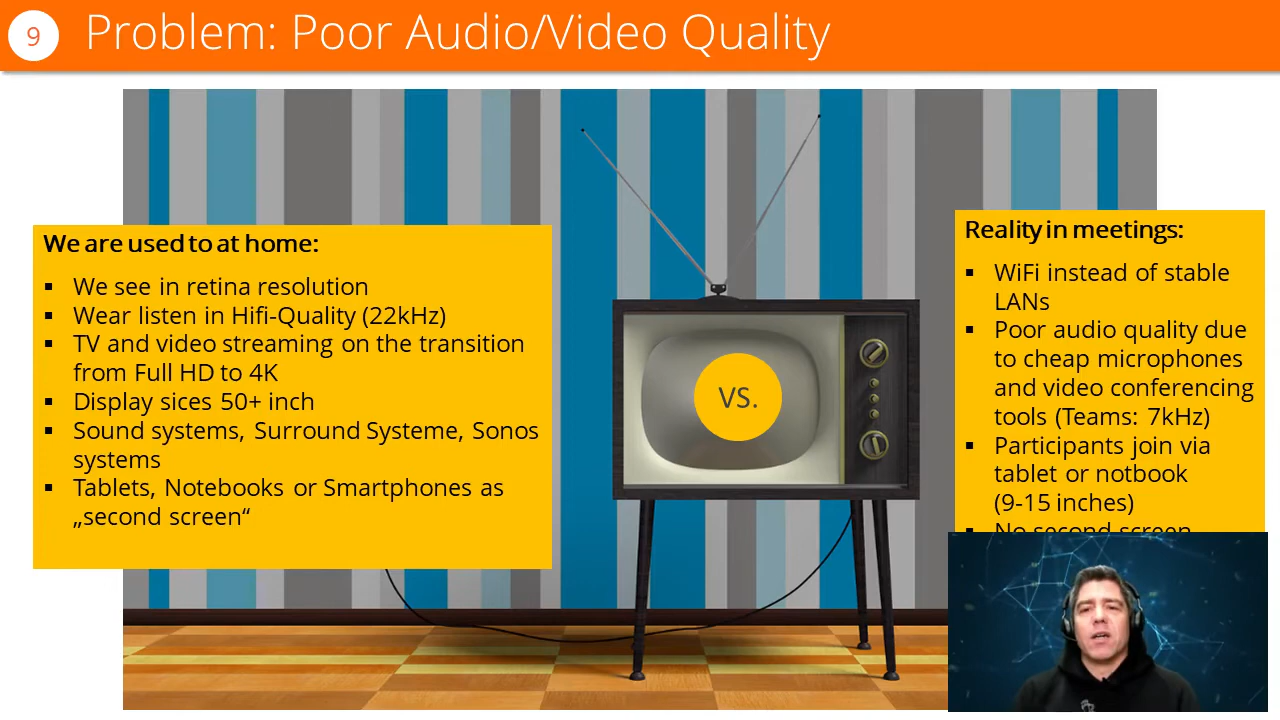 9
Problem: Poor Audio/Video Quality
We are used to at home:
▪ We see in retina resolution
▪ Wear listen in Hifi-Quality (22kHz)
▪ TV and video streaming on the transition
from Full HD to 4K
▪ Display sices 50+ inch
▪ Sound systems, Surround Systeme, Sonos
systems
▪ Tablets, Notebooks or Smartphones as
„second screen“
VS.
Reality in meetings:
▪ WiFi instead of stable
LANs
▪ Poor audio quality due
to cheap microphones
and video conferencing
tools (Teams: 7kHz)
▪ Participants join via
tablet or notbook
(9-15 inches)
▪ No second screen